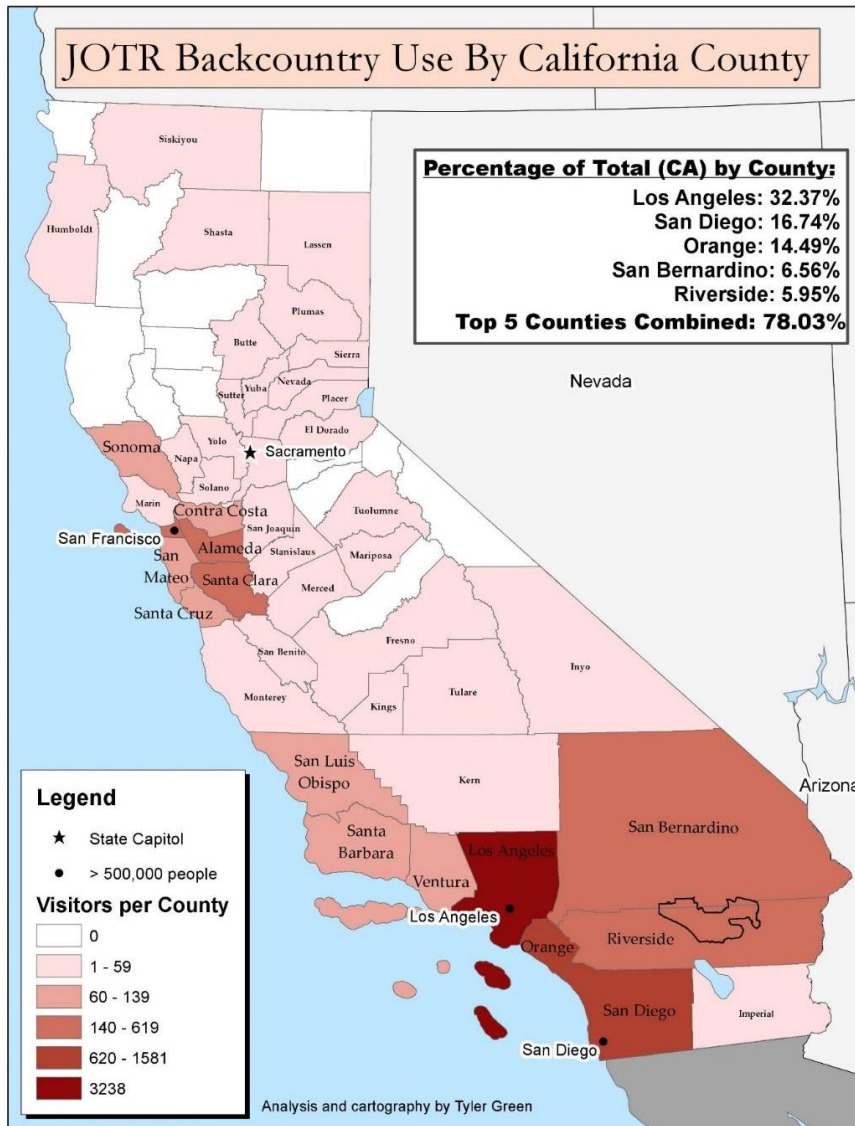 JOTR Backcountry Use By California County
Percentage of Total (CA) by County:
Los Angeles: 32.37%
San Diego: 16.74%
Orange: 14.49%
San Bernardino: 6.56%
Riverside: 5.95%
Top 5 Counties Combined: 78.03%
Siskiyou
Humboldt
Shasta
Lassen
Plumas
Butte
Sierra
Nevada
Yuba
Sutter
Placer
El Dorado
Nevada
Sonoma
Napa
Yolo
Sacramento
Solano
Marin
Contra Costa
San Francisco
Alameda
San Joaquin
Tuolumne
Stanislaus
Mariposa
San
Mateo
Santa Clara
Merced
Santa Cruz
San Benito
Fresno
Inyo
Monterey
Kings
Tulare
San Luis
Obispo
Kern
Arizona
San Bernardino
Santa
Barbara
Ventura
Los Angeles
Los Angeles
Orange
Riverside
San Diego
Imperial
San Diego
Legend
State Capitol
> 500,000 people
Visitors per County
0
1 - 59
60 - 139
140 - 619
620 - 1581
3238
Analysis and cartography by Tyler Green